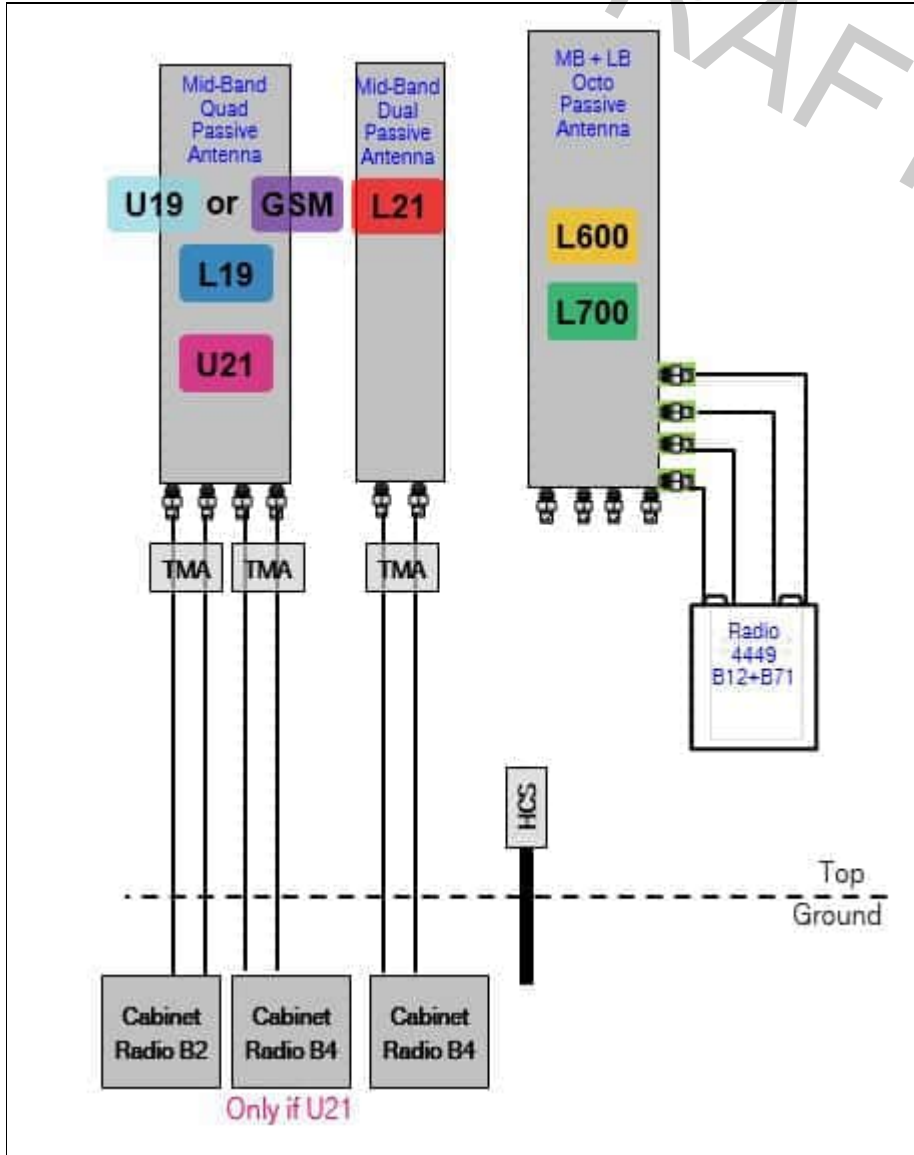 Mid-Band
Quad
Passive
Antenna
U19 or GSM
L19
U21
Mid-Band
Dual
Passive
Antenna
L21
MB + LB
Octo
Passive
Antenna
L600
L700
TMA
TMA
TMA
Radio
4449
B12+B71
HCS
Top
Ground
Cabinet
Radio B2
Cabinet
Radio B4
Only if U21
Cabinet
Radio B4